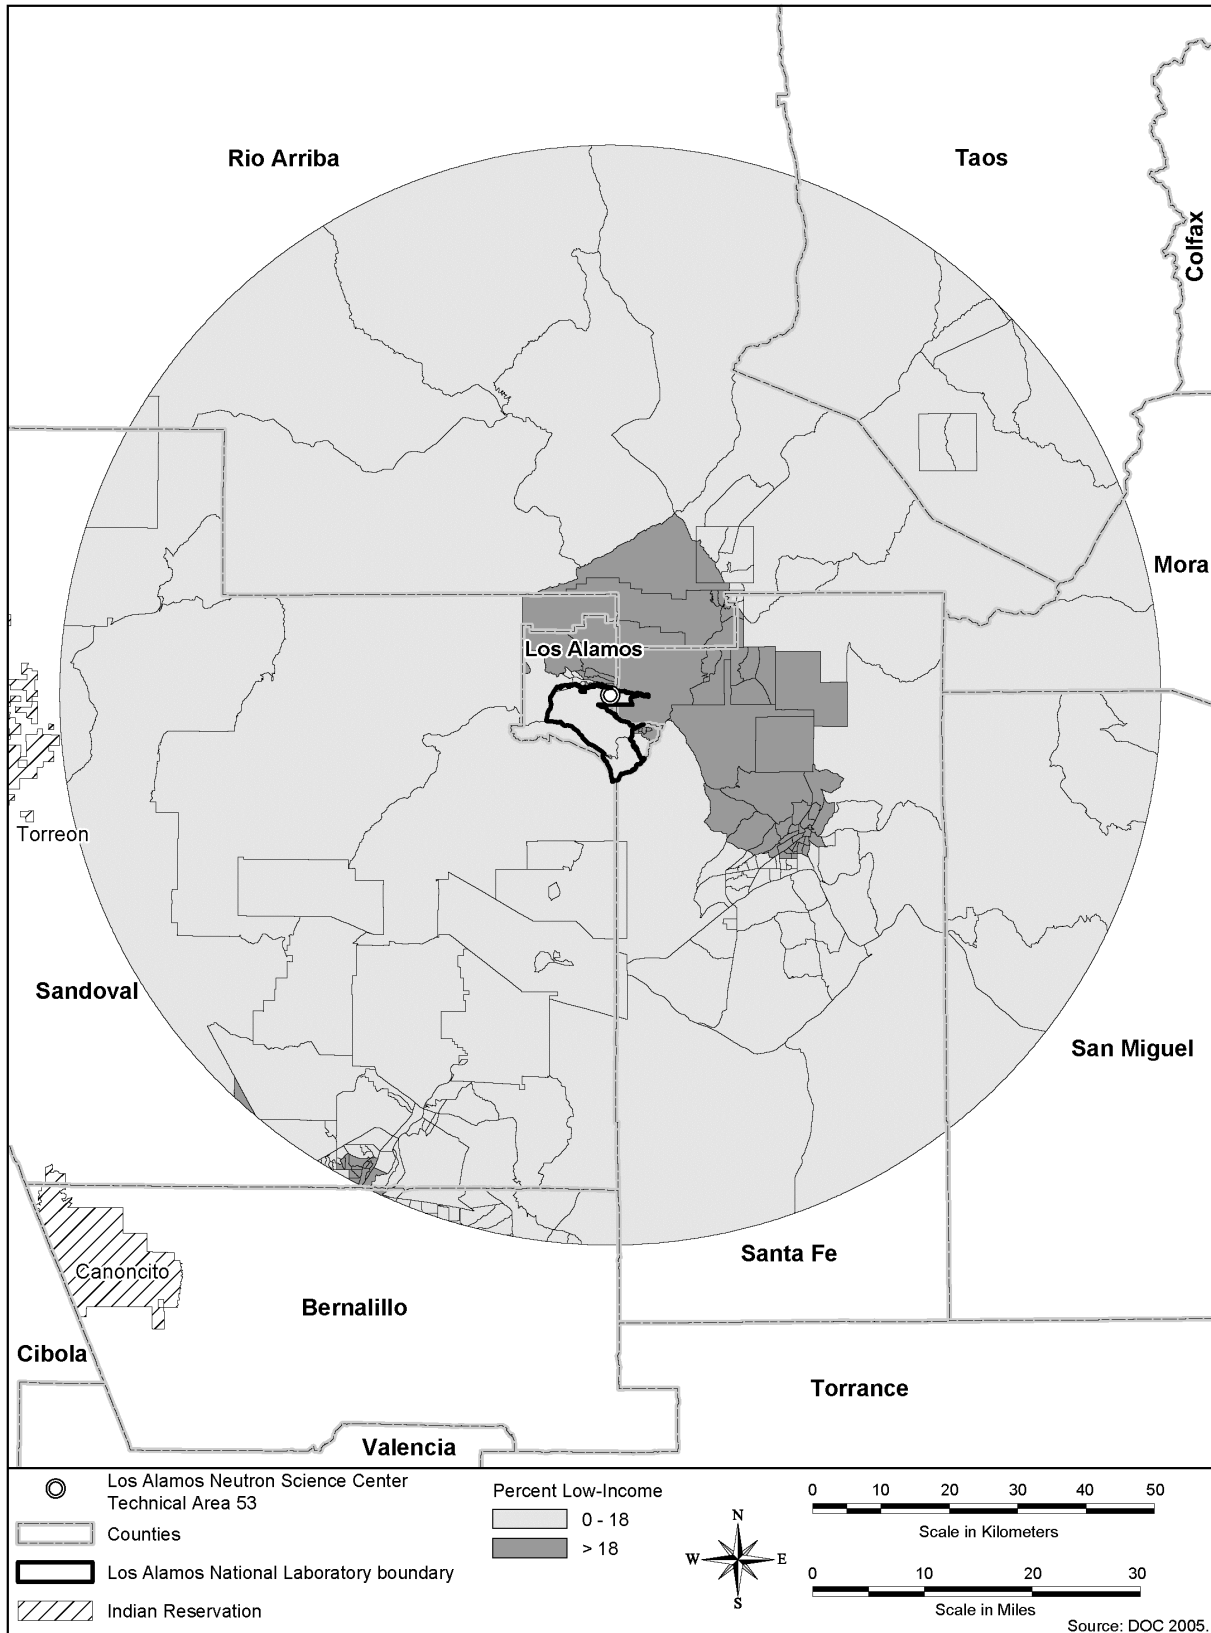 Rio Arriba
Taos
Colfax
Mora
Los Alamos
Torreon
Sandoval
San Miguel
Santa Fe
Canoncito
Bernalillo
Cibola
Torrance
Valencia
Los Alamos Neutron Science Center
Technical Area 53
Counties
Los Alamos National Laboratory boundary
Indian Reservation
Percent Low-Income
0 - 18
> 18
N
W E
S
0 10 20 30 40 50
Scale in Kilometers
0 10 20 30
Scale in Miles
Source: DOC 2005.